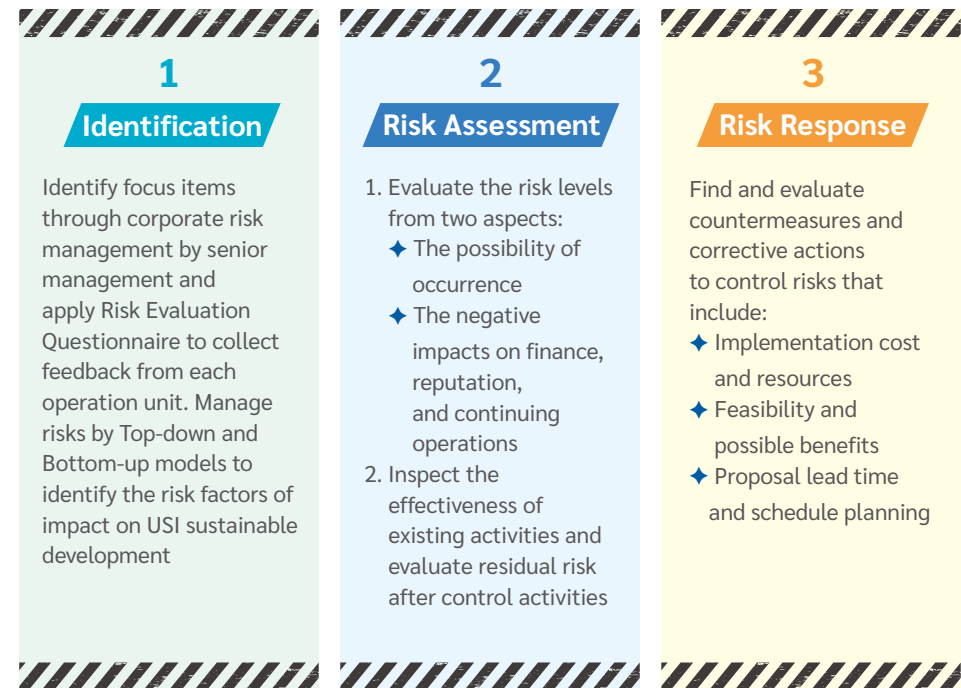 1
Identification
Identify focus items
through corporate risk
management by senior
management and
apply Risk Evaluation
Questionnaire to collect
feedback from each
operation unit. Manage
risks by Top-down and
Bottom-up models to
identify the risk factors of
impact on USI sustainable
development
2
Risk Assessment
1. Evaluate the risk levels
from two aspects:
✦ The possibility of
occurrence
✦ The negative
impacts on finance,
reputation,
and continuing
operations
2. Inspect the
effectiveness of
existing activities and
evaluate residual risk
after control activities
3
Risk Response
Find and evaluate
countermeasures and
corrective actions
to control risks that
include:
✦ Implementation cost
and resources
✦ Feasibility and
possible benefits
✦ Proposal lead time
and schedule planning